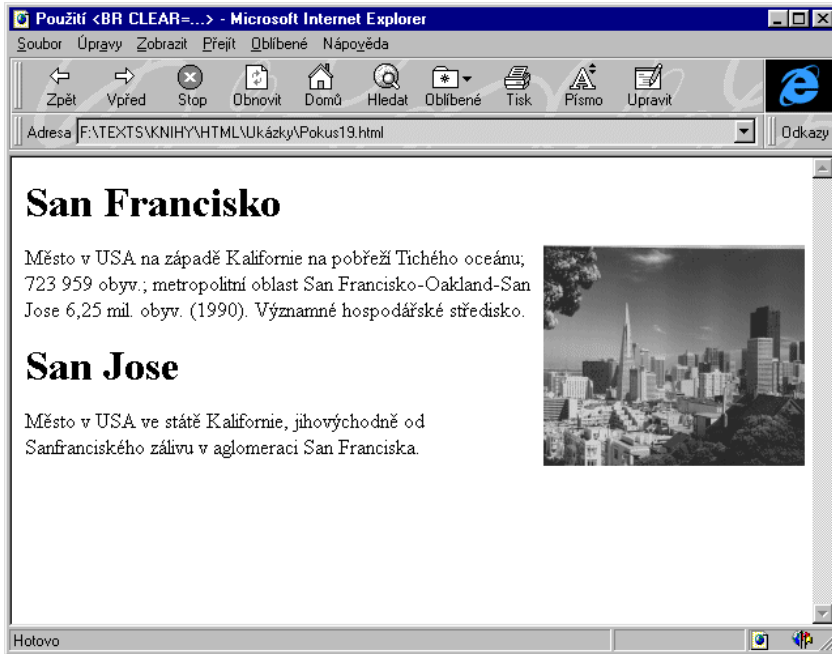 Použití <BR CLEAR=...> - Microsoft Internet Explorer
Soubor Úpravy Zobrazit Přejít Oblíbené Nápověda
Zpět Vpřed Stop Obnovit Domů Hledat Oblíbené Tisk Písmo Upravit
Adresa F:\TEXTS\KNIHY\HTML\Ukázky\Pokus19.html Odkazy
San Francisko
Město v USA na západě Kalifornie na pobřeží Tichého oceánu;
723 959 obyv.; metropolitní oblast San Francisko-Oakland-San
Jose 6,25 mil. obyv. (1990). Významné hospodářské středisko.
San Jose
Město v USA ve státě Kalifornie, jihovýchodně od
Sanfranciského zálivu v aglomeraci San Franciska.
Hotovo